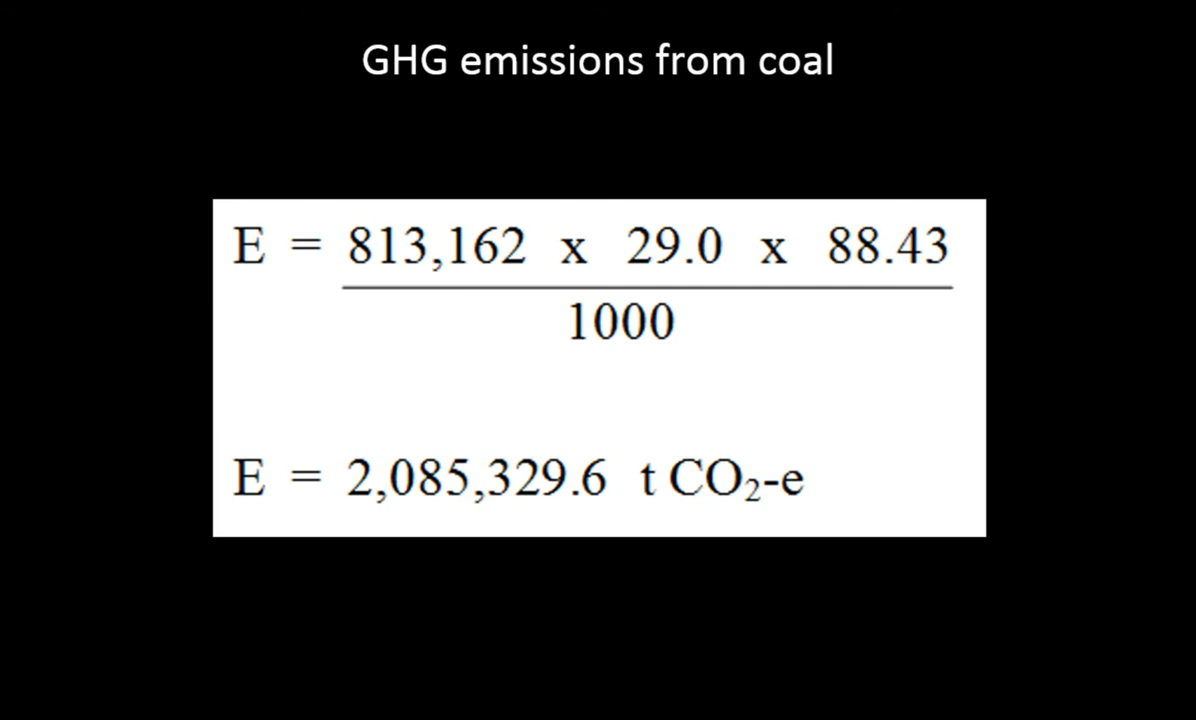 GHG emissions from coal
E = 813,162 x 29.0 x 88.43
1000
E = 2,085,329.6 t CO₂-e